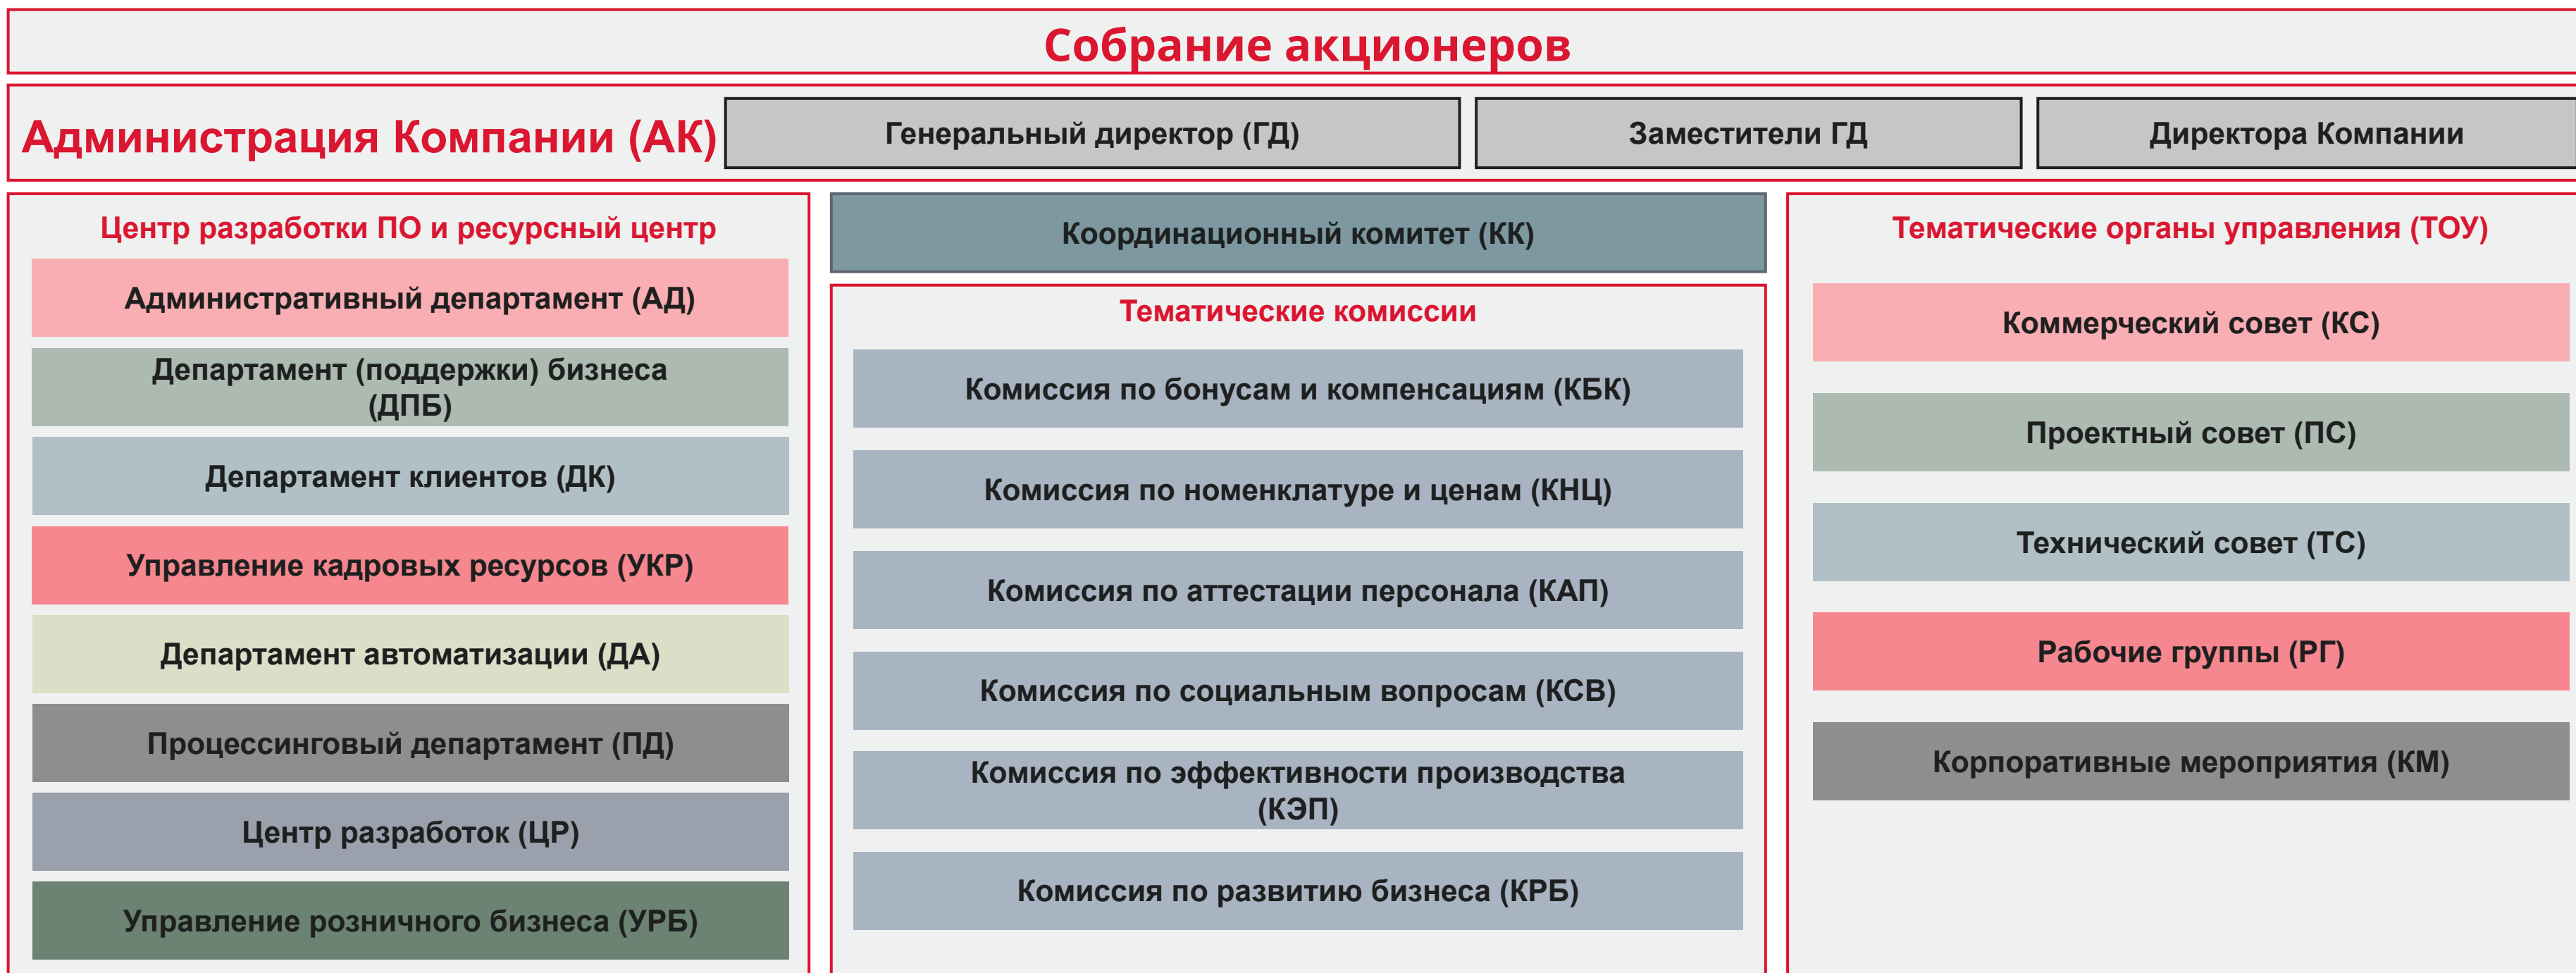 Собрание акционеров
Администрация Компании (АК)
Генеральный директор (ГД)
Заместители ГД
Директора Компании
Центр разработки ПО и ресурсный центр
Административный департамент (АД)
Департамент (поддержки) бизнеса
(ДПБ)
Департамент клиентов (ДК)
Управление кадровых ресурсов (УКР)
Департамент автоматизации (ДА)
Процессинговый департамент (ПД)
Центр разработок (ЦР)
Управление розничного бизнеса (УРБ)
Координационный комитет (КК)
Тематические комиссии
Комиссия по бонусам и компенсациям (КБК)
Комиссия по номенклатуре и ценам (КНЦ)
Комиссия по аттестации персонала (КАП)
Комиссия по социальным вопросам (КСВ)
Комиссия по эффективности производства
(КЭП)
Комиссия по развитию бизнеса (КРБ)
Тематические органы управления (ТОУ)
Коммерческий совет (КС)
Проектный совет (ПС)
Технический совет (ТС)
Рабочие группы (РГ)
Корпоративные мероприятия (КМ)